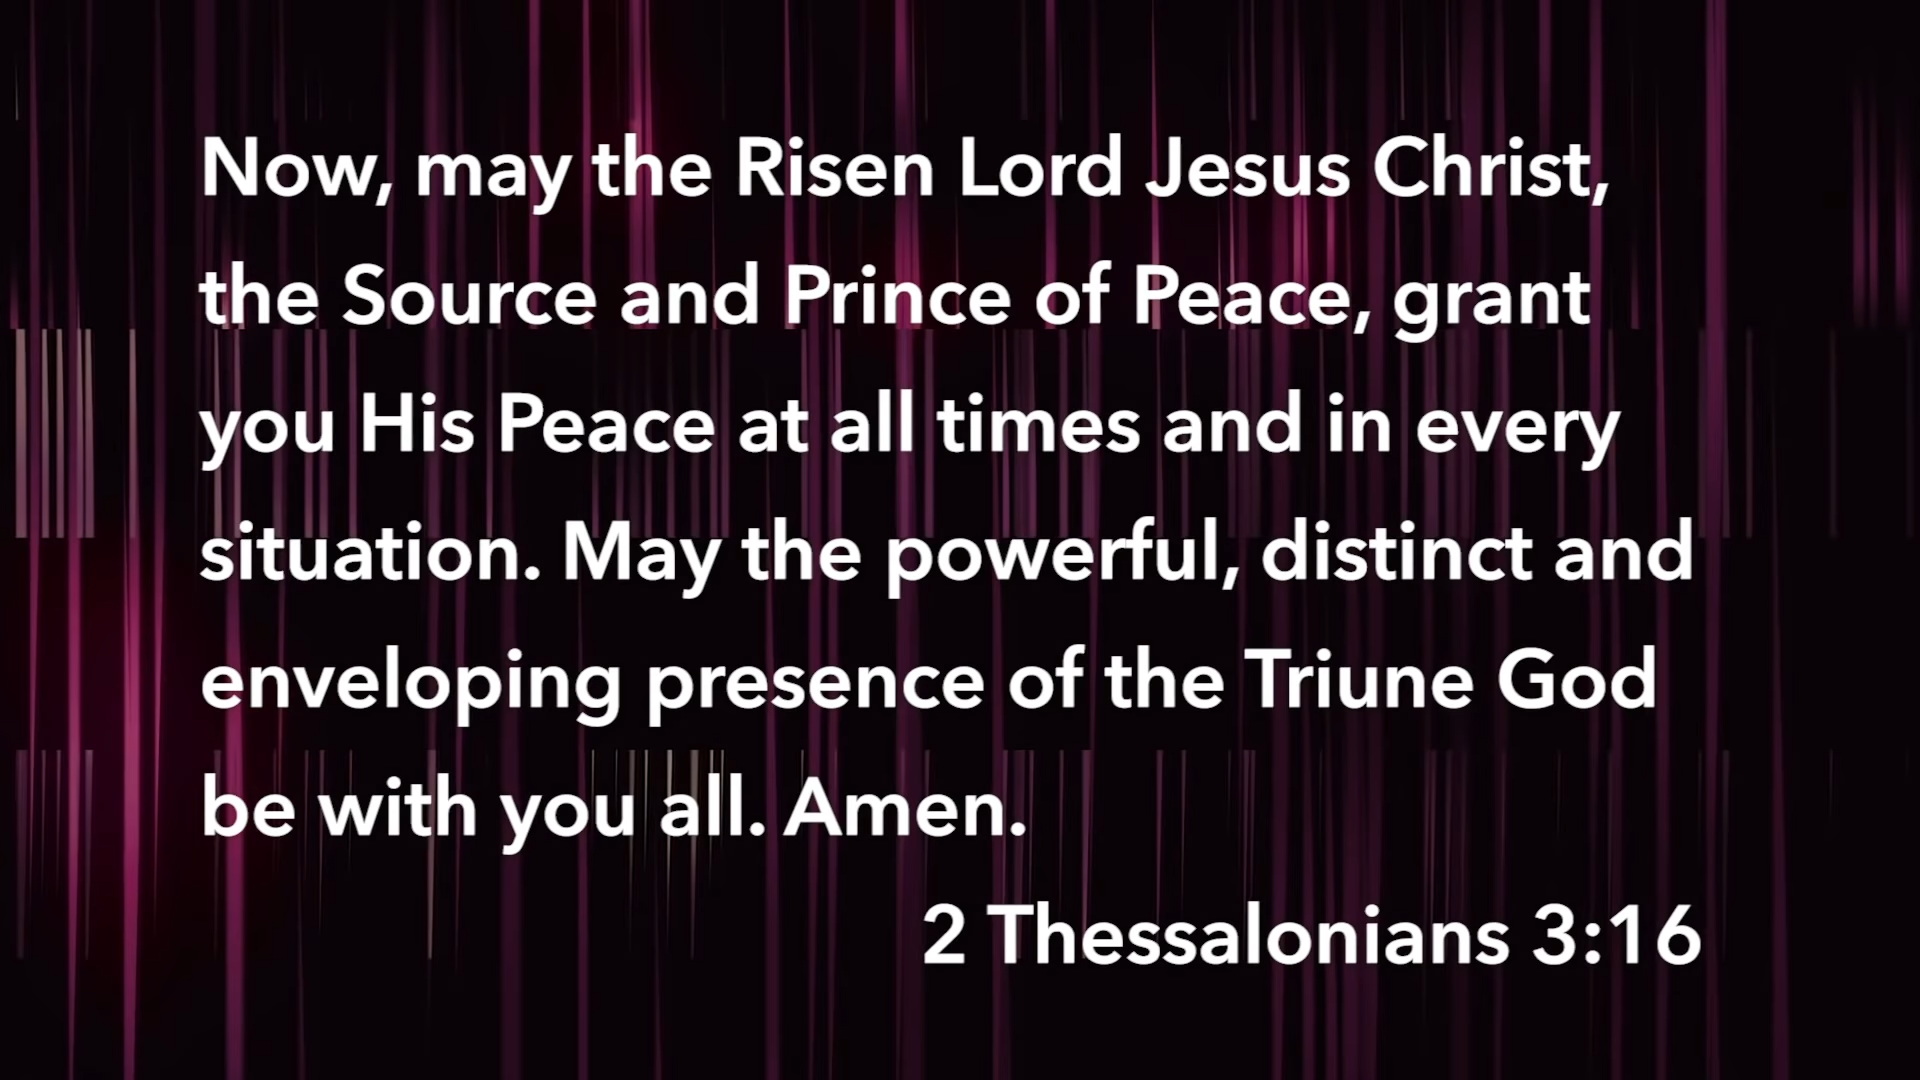 Now, may the Risen Lord Jesus Christ,
the Source and Prince of Peace, grant
you His Peace at all times and in every
situation. May the powerful, distinct and
enveloping presence of the Triune God
be with you all. Amen.
2 Thessalonians 3:16